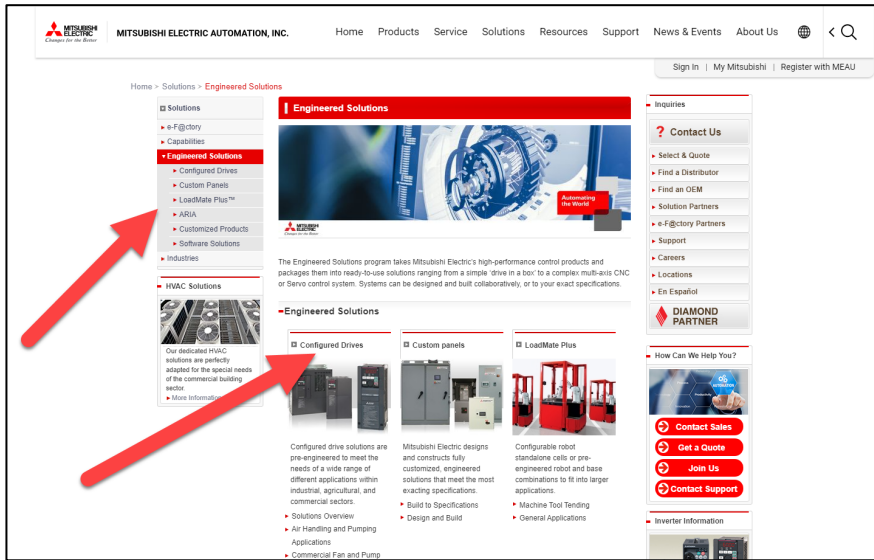 MITSUBISHI
ELECTRIC
Changes for the Better
MITSUBISHI ELECTRIC AUTOMATION, INC.
Home Products Service Solutions Resources Support News & Events About Us
Sign In | My Mitsubishi | Register with MEAU
Home > Solutions > Engineered Solutions
Solutions
e-F@ctory
Capabilities
Engineered Solutions
Configured Drives
Custom Panels
LoadMate Plus™
ARIA
Customized Products
Software Solutions
Industries
HVAC Solutions
Our dedicated HVAC
solutions are perfectly
adapted for the special needs
of the commercial building
sector.
More Information
Engineered Solutions
Automating
the World
MITSUBISHI
ELECTRIC
Changes for the Better
The Engineered Solutions program takes Mitsubishi Electric's high-performance control products and
packages them into ready-to-use solutions ranging from a simple 'drive in a box' to a complex multi-axis CNC
or Servo control system. Systems can be designed and built collaboratively, or to your exact specifications.
Engineered Solutions
Configured Drives
Configured drive solutions are
pre-engineered to meet the
needs of a wide range of
different applications within
industrial, agricultural, and
commercial sectors.
Solutions Overview
Air Handling and Pumping
Applications
Commercial Fan and Pump
Custom panels
Mitsubishi Electric designs
and constructs fully
customized, engineered
solutions that meet the most
exacting specifications.
Build to Specifications
Design and Build
LoadMate Plus
Configurable robot
standalone cells or pre-
engineered robot and base
combinations to fit into larger
applications.
Machine Tool Tending
General Applications
Inquiries
? Contact Us
Select & Quote
Find a Distributor
Find an OEM
Solution Partners
e-F@ctory Partners
Support
Careers
Locations
En Español
DIAMOND
PARTNER
How Can We Help You?
AUTOMATION
Productivity
Contact Sales
Get a Quote
Join Us
Contact Support
Inverter Information